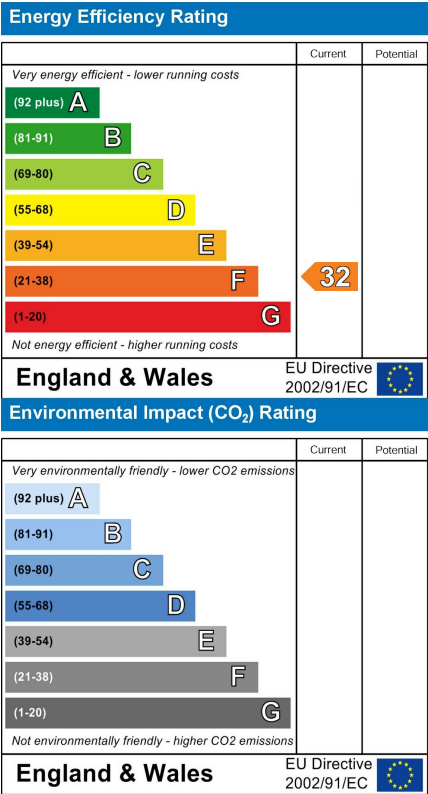 Energy Efficiency Rating
Current Potential
Very energy efficient - lower running costs
(92 plus) A
(81-91) B
(69-80) C
(55-68) D
(39-54) E
(21-38) F 32
(1-20) G
Not energy efficient - higher running costs
England & Wales EU Directive 2002/91/EC
Environmental Impact (CO₂) Rating
Current Potential
Very environmentally friendly - lower CO2 emissions
(92 plus) A
(81-91) B
(69-80) C
(55-68) D
(39-54) E
(21-38) F
(1-20) G
Not environmentally friendly - higher CO2 emissions
England & Wales EU Directive 2002/91/EC